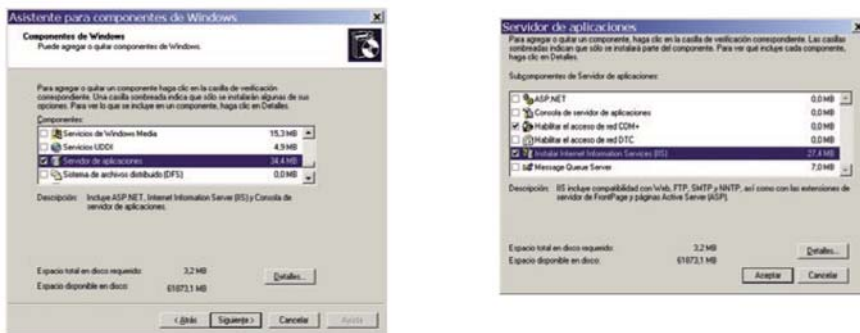 Asistente para componentes de Windows
Componentes de Windows
Puede agregar o quitar componentes de Windows.
Para agregar o quitar un componente haga clic en la casilla de verificación
correspondiente. Una casilla sombreada indica que sólo se instalarán algunas de sus
opciones. Para ver lo que se incluye en un componente, haga clic en Detalles.
Componentes:
Servicios de Windows Media 15,3 MB
Servicios UDDI 4,9 MB
Servidor de aplicaciones 34,4 MB
Sistema de archivos distribuido (DFS) 0,0 MB
Descripción: Incluye ASP.NET, Internet Information Server (IIS) y Consola de
servidor de aplicaciones.
Espacio total en disco requerido: 3,2 MB
Espacio disponible en disco: 61873,1 MB
Detalles...
< Atrás Siguiente > Cancelar Ayuda
Servidor de aplicaciones
Para agregar o quitar un componente, haga clic en la casilla de verificación correspondiente. Las casillas
sombreadas indican que sólo se instalará parte del componente. Para ver qué incluye cada componente,
haga clic en Detalles.
Subcomponentes de Servidor de aplicaciones:
ASP.NET 0,0 MB
Consola de servidor de aplicaciones 0,0 MB
Habilitar el acceso de red COM+ 0,0 MB
Habilitar el acceso de red DTC 0,0 MB
Instalar Internet Information Services (IIS) 27,4 MB
Message Queue Server 7,0 MB
Descripción: IIS incluye compatibilidad con Web, FTP, SMTP y NNTP, así como con las extensiones de
servidor de FrontPage y páginas Active Server (ASP).
Espacio total en disco requerido: 3,2 MB
Espacio disponible en disco: 61873,1 MB
Detalles...
Aceptar Cancelar